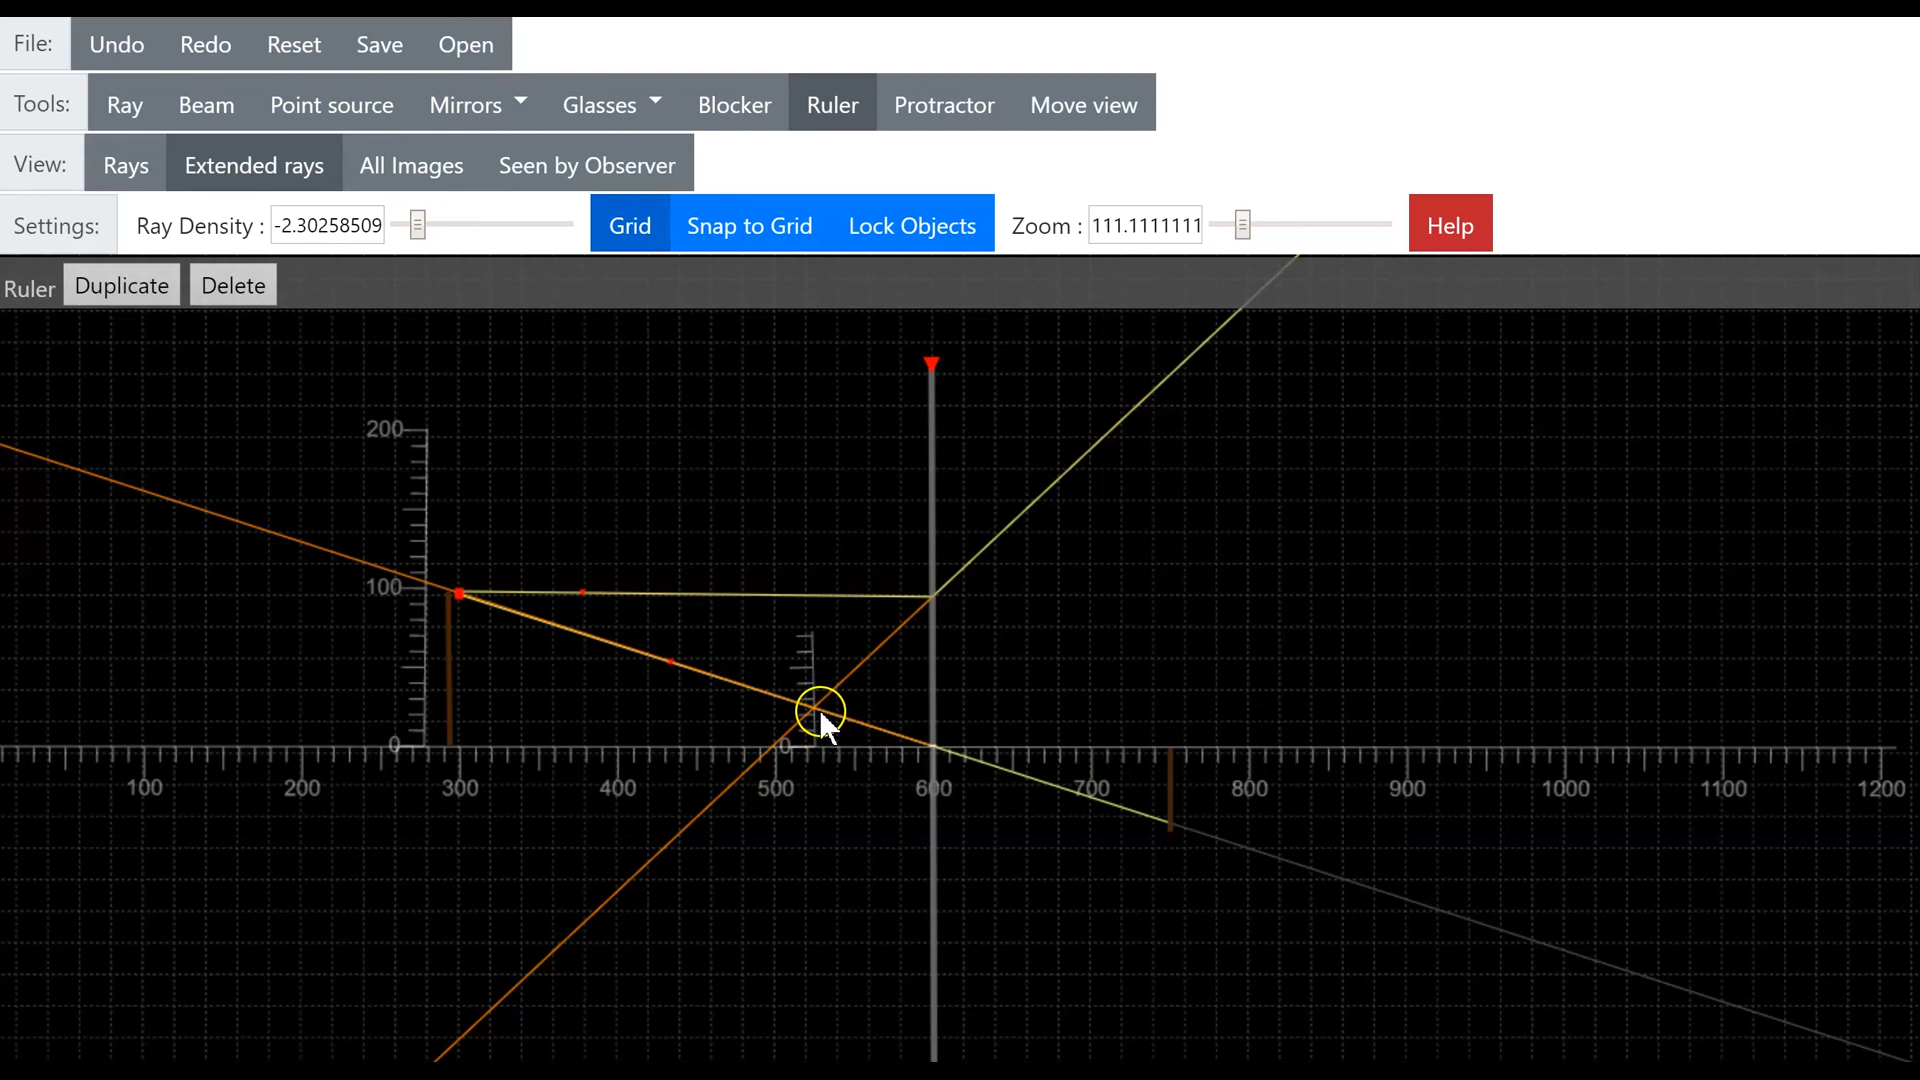 File: Undo Redo Reset Save Open
Tools: Ray Beam Point source Mirrors Glasses Blocker Ruler Protractor Move view
View: Rays Extended rays All Images Seen by Observer
Settings: Ray Density : -2.30258509 Grid Snap to Grid Lock Objects Zoom : 111.1111111 Help
Ruler Duplicate Delete
200
100
0 0
100 200 300 400 500 600 700 800 900 1000 1100 1200